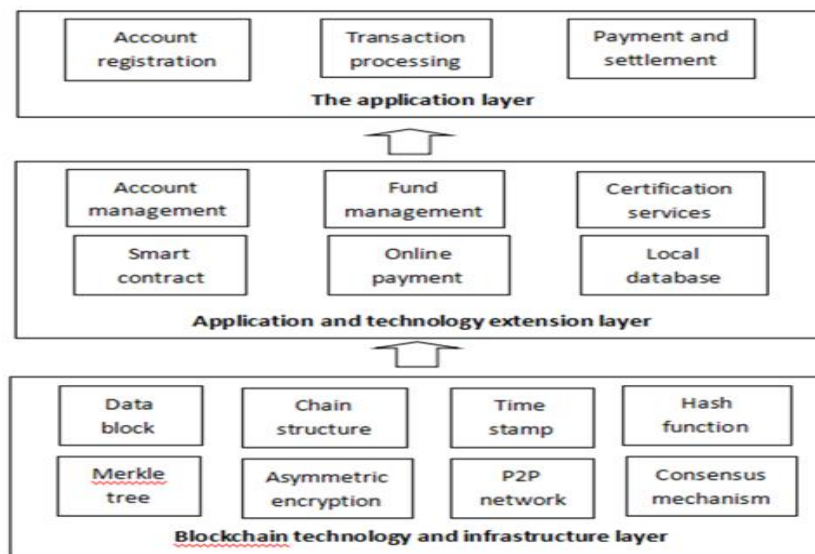 Account registration
Transaction processing
Payment and settlement
The application layer
Account management
Fund management
Certification services
Smart contract
Online payment
Local database
Application and technology extension layer
Data block
Chain structure
Time stamp
Hash function
Merkle tree
Asymmetric encryption
P2P network
Consensus mechanism
Blockchain technology and infrastructure layer